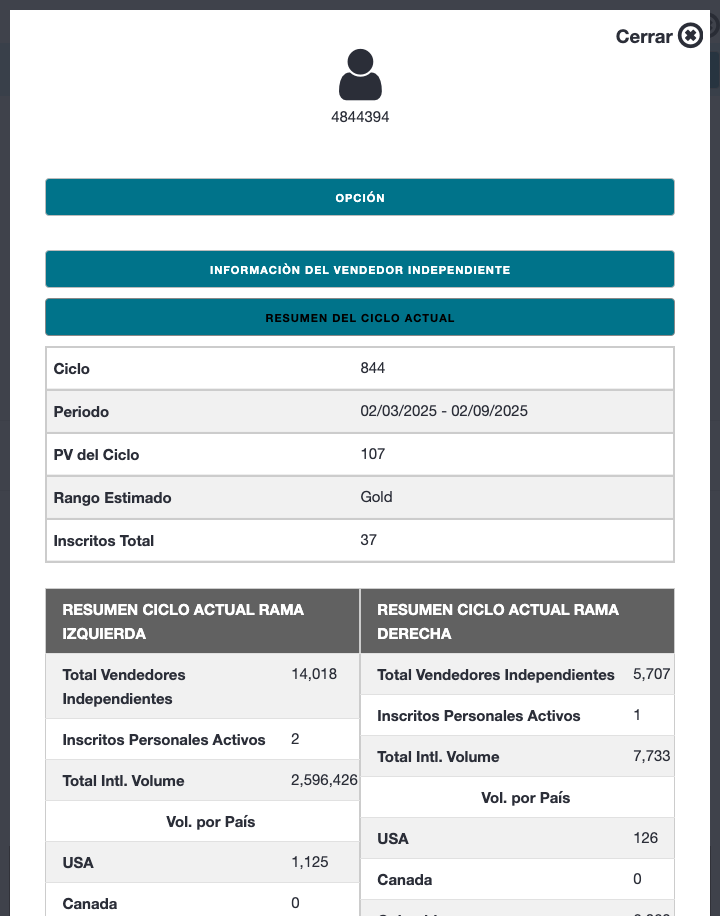 Cerrar
4844394
OPCIÓN
INFORMACIÒN DEL VENDEDOR INDEPENDIENTE
RESUMEN DEL CICLO ACTUAL
Ciclo 844
Periodo 02/03/2025 - 02/09/2025
PV del Ciclo 107
Rango Estimado Gold
Inscritos Total 37
RESUMEN CICLO ACTUAL RAMA
IZQUIERDA
Total Vendedores 14,018
Independientes
Inscritos Personales Activos 2
Total Intl. Volume 2,596,426
Vol. por País
USA 1,125
Canada 0
RESUMEN CICLO ACTUAL RAMA
DERECHA
Total Vendedores Independientes 5,707
Inscritos Personales Activos 1
Total Intl. Volume 7,733
Vol. por País
USA 126
Canada 0